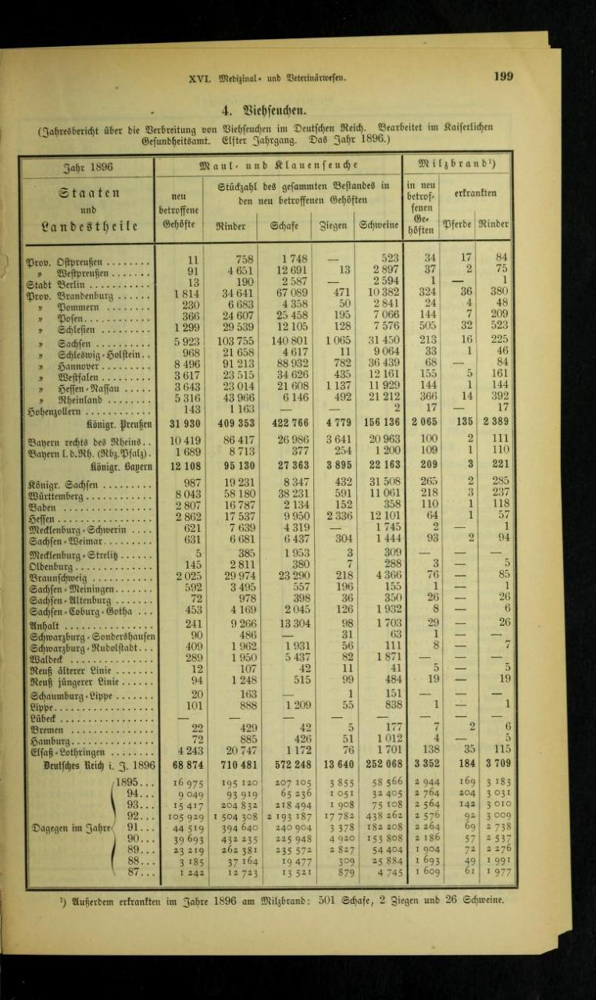 XVI. Medizinal- und Veterinärwesen. 199
4. Viehseuchen.
(Jahresbericht über die Verbreitung von Viehseuchen im Deutschen Reich. Bearbeitet im Kaiserlichen
Gesundheitsamt. Elfter Jahrgang. Das Jahr 1896.)
Jahr 1896 Maul- und Klauenseuche Milzbrand¹)
Staaten und Landestheile
neu betroffene Gehöfte
Stückzahl des gesammten Bestandes in den neu betroffenen Gehöften
Rinder Schafe Ziegen Schweine
in neu betrof-fenen Ge-höften
erkrankten
Pferde Rinder
Prov. Ostpreußen ........ 11 758 1 748 — 523 34 17 84
„ Westpreußen ....... 91 4 651 12 691 13 2 897 37 2 75
Stadt Berlin ........... 13 190 2 587 — 2 594 1 — 1
Prov. Brandenburg ...... 1 814 34 641 67 089 471 10 382 324 36 380
„ Pommern ........ 230 6 683 4 358 50 2 841 24 4 48
„ Posen........... 366 24 607 25 458 195 7 066 144 7 209
„ Schlesien ......... 1 299 29 539 12 105 128 7 576 505 32 523
„ Sachsen .......... 5 923 103 755 140 801 1 065 31 450 213 16 225
„ Schleswig-Holstein.. 968 21 658 4 617 11 9 064 33 1 46
„ Hannover......... 8 496 91 213 88 932 782 36 439 68 — 84
„ Westfalen......... 3 617 23 515 34 626 435 12 161 155 5 161
„ Hessen-Nassau ..... 3 643 23 014 21 608 1 137 11 929 144 1 144
„ Rheinland ........ 5 316 43 966 6 146 492 21 212 366 14 392
Hohenzollern ............ 143 1 163 — — 2 17 — 17
Königr. Preußen 31 930 409 353 422 766 4 779 156 136 2 065 135 2 389
Bayern rechts des Rheins.. 10 419 86 417 26 986 3 641 20 963 100 2 111
Bayern l. d. Rh. (Rbz. Pfalz). 1 689 8 713 377 254 1 200 109 1 110
Königr. Bayern 12 108 95 130 27 363 3 895 22 163 209 3 221
Königr. Sachsen ......... 987 19 231 8 347 432 31 508 265 2 285
Württemberg ............ 8 043 58 180 38 231 591 11 061 218 3 237
Baden ................. 2 807 16 787 2 134 152 358 110 1 118
Hessen ................. 2 862 17 537 9 950 2 336 12 101 64 1 57
Mecklenburg-Schwerin .... 621 7 639 4 319 — 1 745 2 — 1
Sachsen-Weimar......... 631 6 681 6 437 304 1 444 93 2 94
Mecklenburg-Strelitz ...... 5 385 1 953 3 309 — — —
Oldenburg .............. 145 2 811 380 7 288 3 — 5
Braunschweig ........... 2 025 29 974 23 290 218 4 366 76 — 85
Sachsen-Meiningen....... 592 3 495 557 196 155 1 — 1
Sachsen-Altenburg ....... 72 978 398 36 350 26 — 26
Sachsen-Coburg-Gotha ... 453 4 169 2 045 126 1 932 8 — 6
Anhalt ................ 241 9 266 13 304 98 1 703 29 — 26
Schwarzburg-Sondershausen 90 486 — 31 63 1 — —
Schwarzburg-Rudolstadt... 409 1 962 1 931 56 111 8 — 7
Waldeck ............... 289 1 950 5 437 82 1 871 — — —
Reuß älterer Linie ....... 12 107 42 11 41 5 — 5
Reuß jüngerer Linie ...... 94 1 248 515 99 484 19 — 19
Schaumburg-Lippe ....... 20 163 — 1 151 — — —
Lippe.................. 101 888 1 209 55 838 1 — 1
Lübeck ................. — — — — — — — —
Bremen ................ 22 429 42 5 177 7 2 6
Hamburg............... 72 885 426 51 1 012 4 — 5
Elsaß-Lothringen ........ 4 243 20 747 1 172 76 1 701 138 35 115
Deutsches Reich i. J. 1896 68 874 710 481 572 248 13 640 252 068 3 352 184 3 709
1895... 16 975 195 120 207 105 3 855 58 566 2 944 169 3 183
94... 9 049 93 919 65 236 1 051 32 405 2 764 204 3 031
93... 15 417 204 832 218 494 1 908 75 108 2 564 142 3 010
92... 105 929 1 504 308 2 193 187 17 782 438 262 2 576 92 3 009
Dagegen im Jahre 91... 44 519 394 640 240 904 3 378 182 208 2 264 69 2 738
90... 39 693 432 235 225 948 4 920 153 808 2 186 57 2 537
89... 23 219 262 381 235 572 2 827 54 404 1 904 72 2 276
88... 3 185 37 164 19 477 309 25 884 1 693 49 1 991
87... 1 242 12 723 13 521 879 4 745 1 609 61 1 977
¹) Außerdem erkrankten im Jahre 1896 am Milzbrand: 501 Schafe, 2 Ziegen und 26 Schweine.